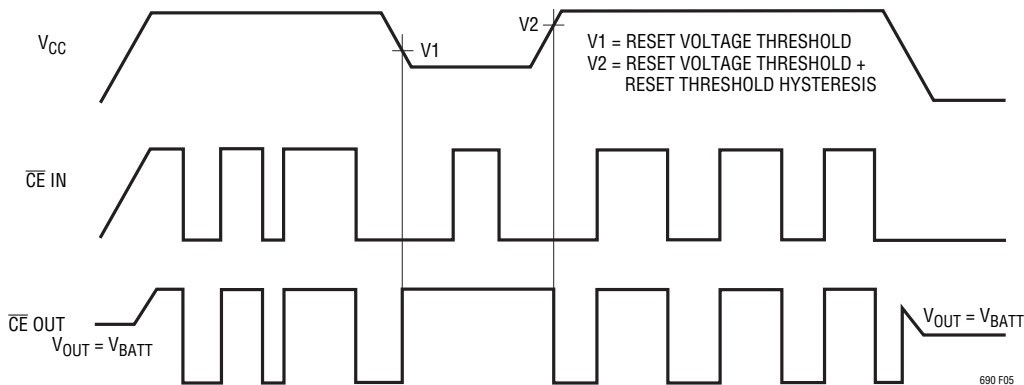 V2
V1 = RESET VOLTAGE THRESHOLD
V2 = RESET VOLTAGE THRESHOLD +
RESET THRESHOLD HYSTERESIS
VCC
V1
CE IN
CE OUT
VOUT = VBATT
VOUT = VBATT
690 F05